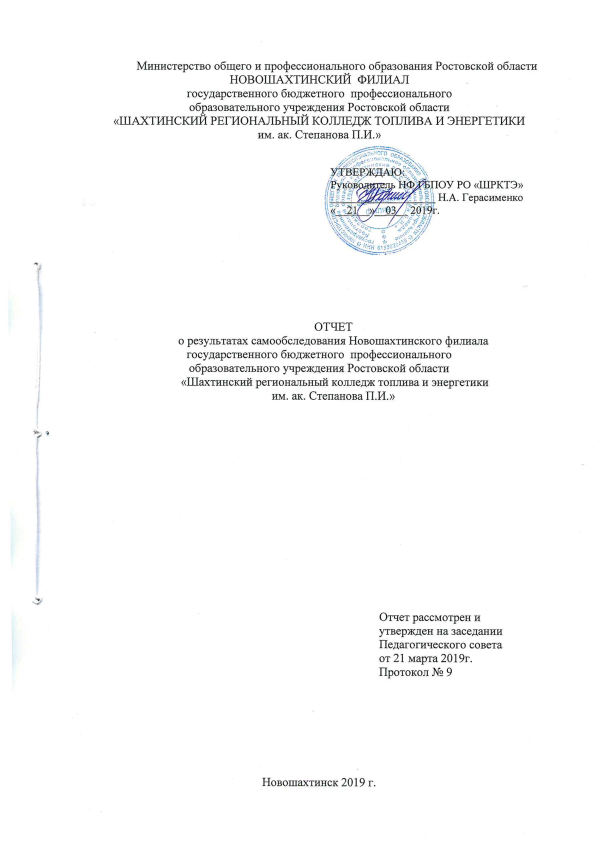 Министерство общего и профессионального образования Ростовской области
НОВОШАХТИНСКИЙ ФИЛИАЛ
государственного бюджетного профессионального
образовательного учреждения Ростовской области
«ШАХТИНСКИЙ РЕГИОНАЛЬНЫЙ КОЛЛЕДЖ ТОПЛИВА И ЭНЕРГЕТИКИ
им. ак. Степанова П.И.»
УТВЕРЖДАЮ:
Руководитель НФ ГБПОУ РО «ШРКТЭ»
Н.А. Герасименко
« 21 » 03 2019г.
ОТЧЕТ
о результатах самообследования Новошахтинского филиала
государственного бюджетного профессионального
образовательного учреждения Ростовской области
«Шахтинский региональный колледж топлива и энергетики
им. ак. Степанова П.И.»
Отчет рассмотрен и
утвержден на заседании
Педагогического совета
от 21 марта 2019г.
Протокол № 9
Новошахтинск 2019 г.